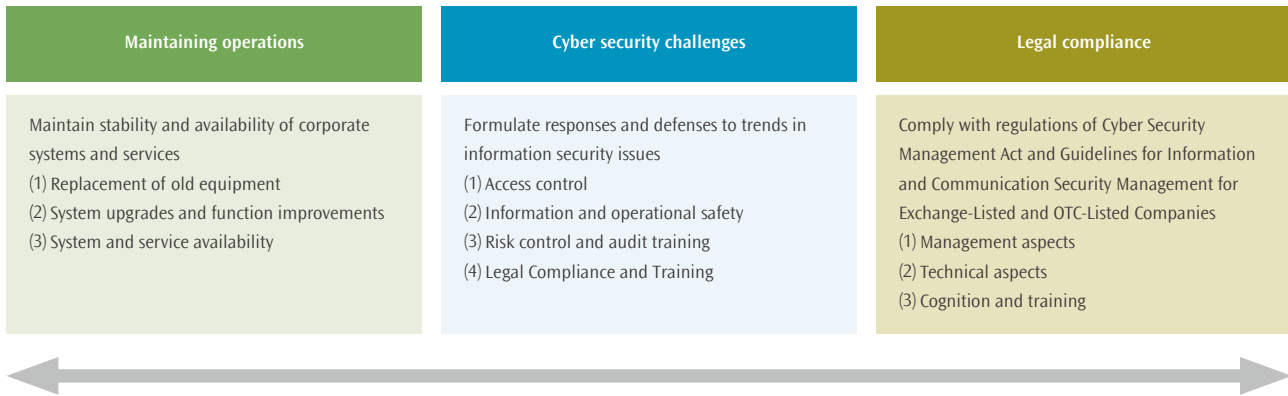 Maintaining operations
Maintain stability and availability of corporate
systems and services
(1) Replacement of old equipment
(2) System upgrades and function improvements
(3) System and service availability
Cyber security challenges
Formulate responses and defenses to trends in
information security issues
(1) Access control
(2) Information and operational safety
(3) Risk control and audit training
(4) Legal Compliance and Training
Legal compliance
Comply with regulations of Cyber Security
Management Act and Guidelines for Information
and Communication Security Management for
Exchange-Listed and OTC-Listed Companies
(1) Management aspects
(2) Technical aspects
(3) Cognition and training